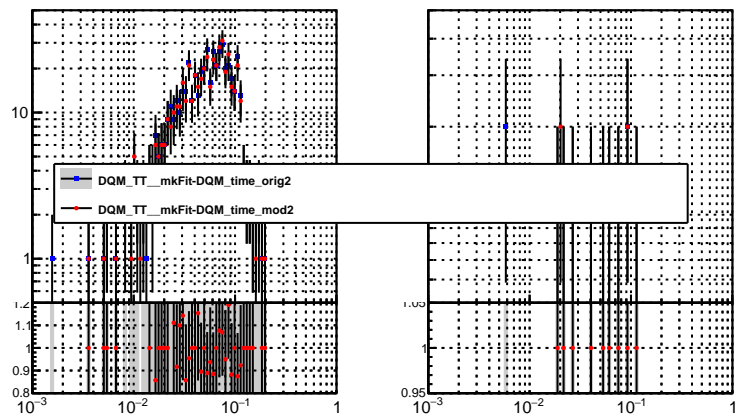 10
DQM_TT__mkFit-DQM_time_orig2
DQM_TT__mkFit-DQM_time_mod2
1
1.2 1.05
1.1
1 1
0.9
0.8 0.95
10−3 10−2 10−1 1 10−3 10−2 10−1 1